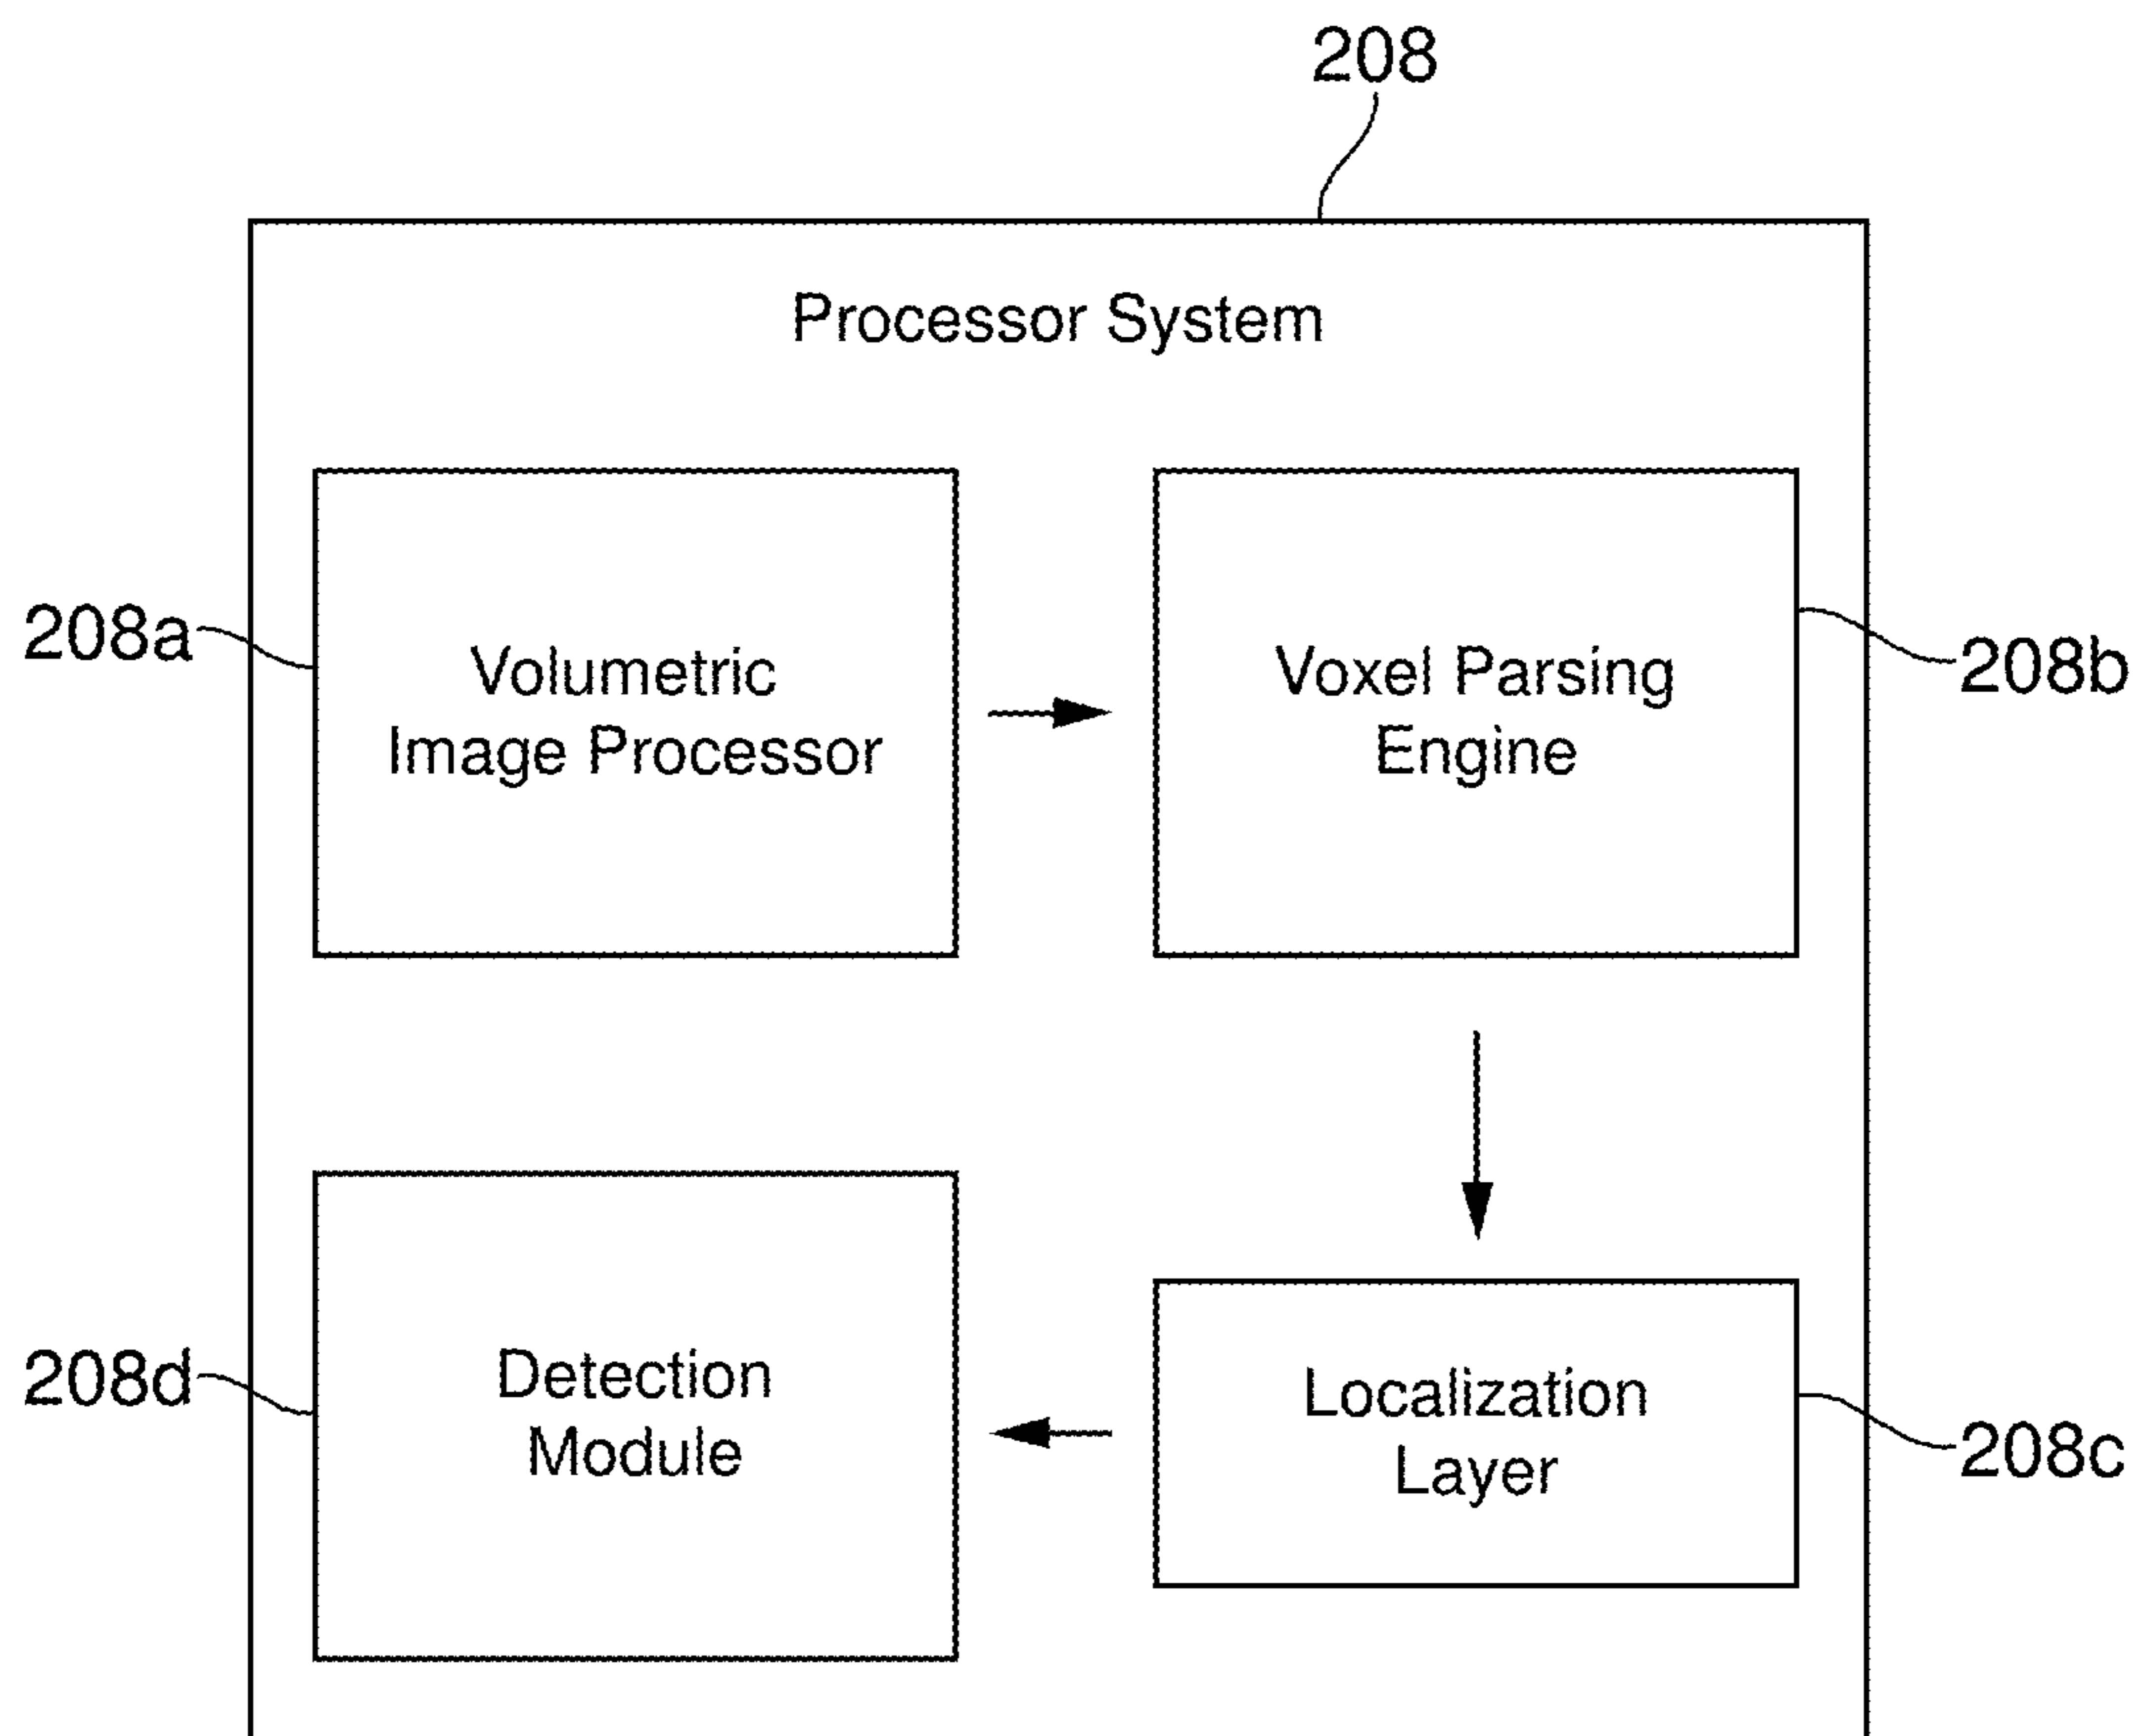 208
Processor System
208a
Volumetric
Image Processor
Voxel Parsing
Engine
208b
208d
Detection
Module
Localization
Layer
208c